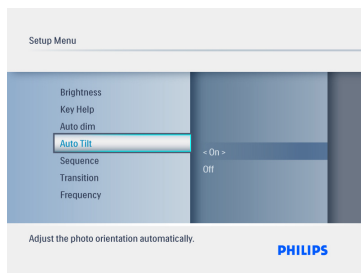 Setup Menu
Brightness
Key Help
Auto dim
Auto Tilt
Sequence
Transition
Frequency
< On >
Off
Adjust the photo orientation automatically.
PHILIPS